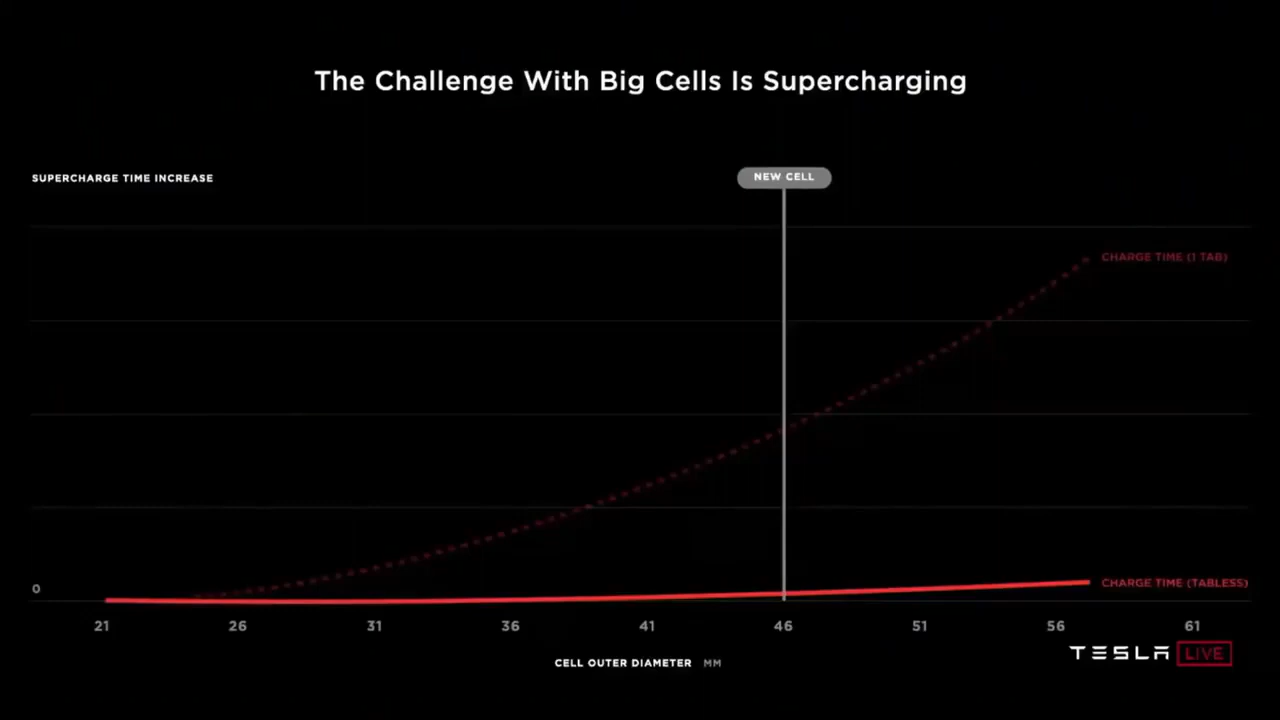 The Challenge With Big Cells Is Supercharging
SUPERCHARGE TIME INCREASE
NEW CELL
CHARGE TIME (1 TAB)
0
CHARGE TIME (TABLESS)
21 26 31 36 41 46 51 56 61
CELL OUTER DIAMETER MM
TESLA LIVE